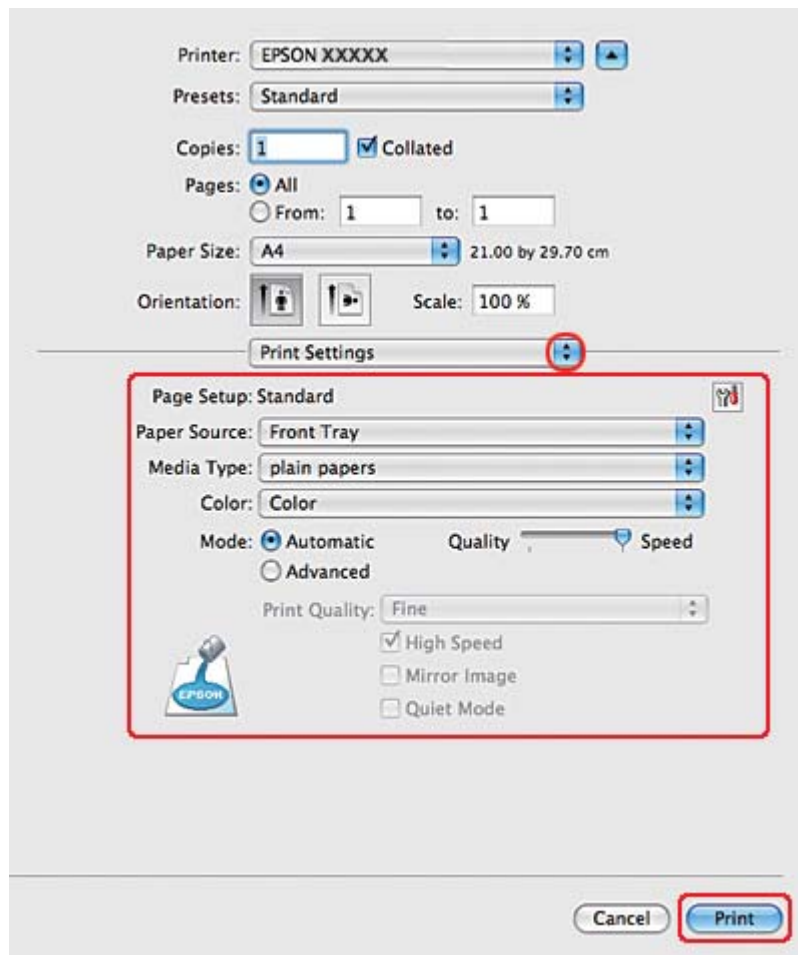 Printer: EPSON XXXXX
Presets: Standard
Copies: 1 Collated
Pages: All
From: 1 to: 1
Paper Size: A4 21.00 by 29.70 cm
Orientation: Scale: 100 %
Print Settings
Page Setup: Standard
Paper Source: Front Tray
Media Type: plain papers
Color: Color
Mode: Automatic Quality Speed
Advanced
Print Quality: Fine
High Speed
Mirror Image
EPSON
Quiet Mode
Cancel Print